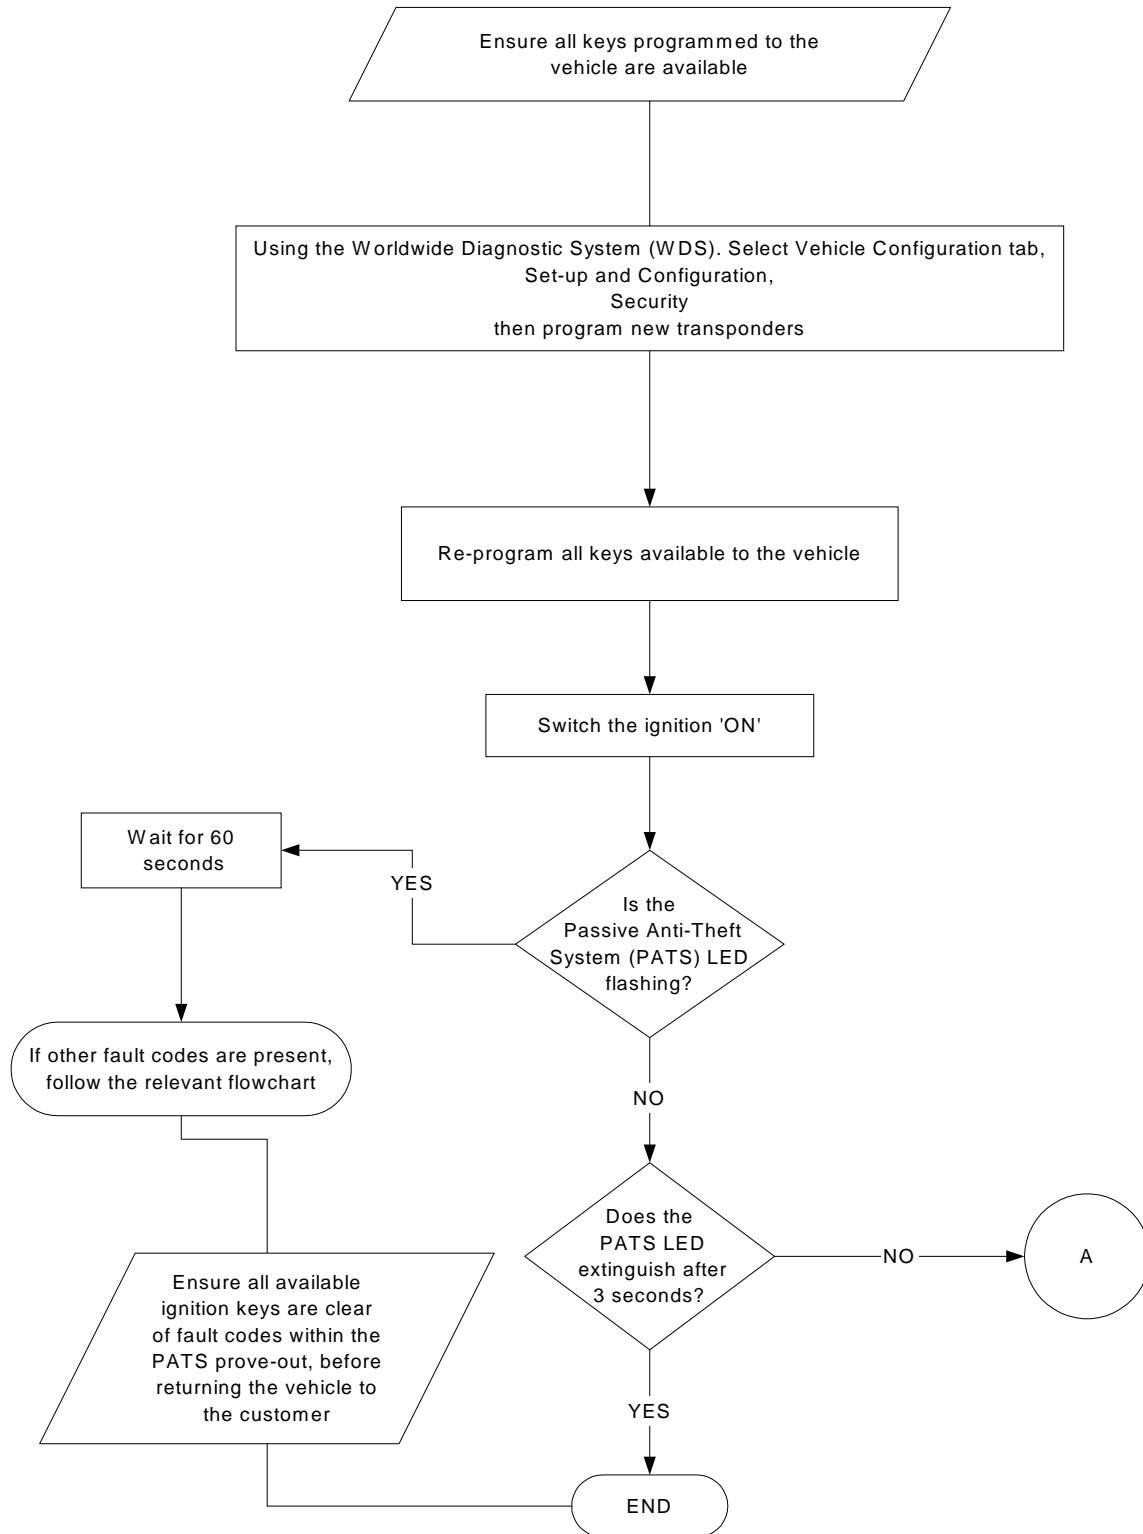 Ensure all keys programmed to the
vehicle are available
Using the Worldwide Diagnostic System (WDS). Select Vehicle Configuration tab,
Set-up and Configuration,
Security
then program new transponders
Re-program all keys available to the vehicle
Switch the ignition 'ON'
Wait for 60
seconds
YES
Is the
Passive Anti-Theft
System (PATS) LED
flashing?
If other fault codes are present,
follow the relevant flowchart
NO
Does the
PATS LED
extinguish after
3 seconds?
NO
A
Ensure all available
ignition keys are clear
of fault codes within the
PATS prove-out, before
returning the vehicle to
the customer
YES
END